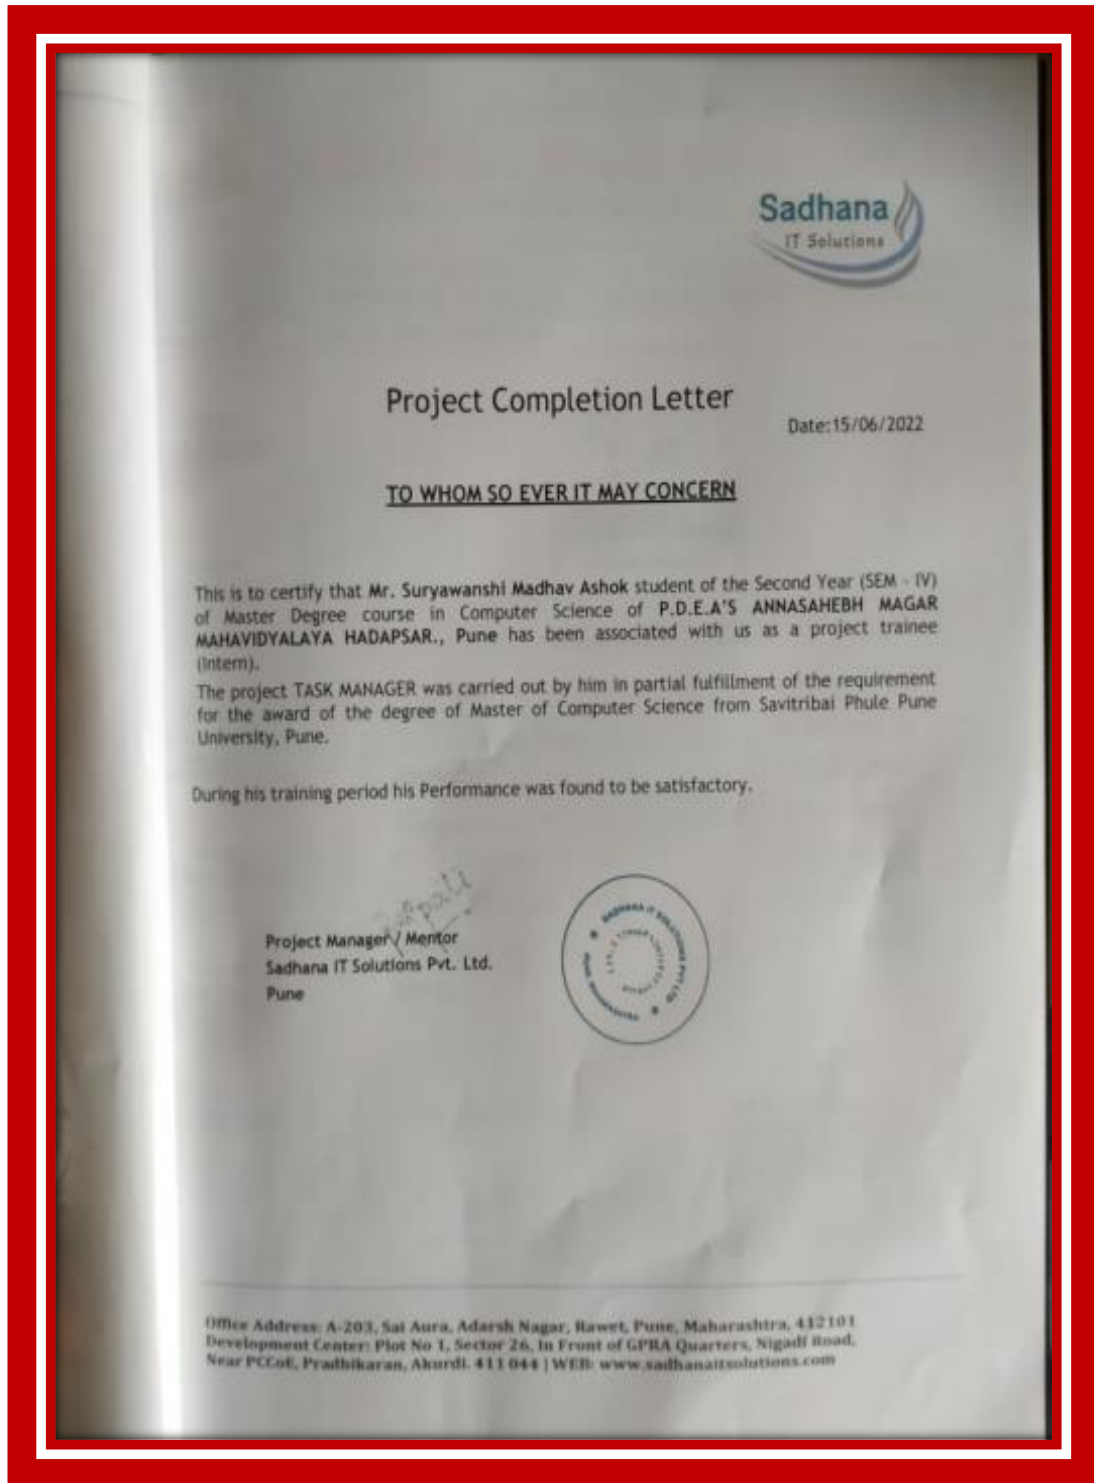 Sadhana
IT Solutions
Project Completion Letter
Date:15/06/2022
TO WHOM SO EVER IT MAY CONCERN
This is to certify that Mr. Suryawanshi Madhav Ashok student of the Second Year (SEM - IV)
of Master Degree course in Computer Science of P.D.E.A'S ANNASAHEBH MAGAR
MAHAVIDYALAYA HADAPSAR., Pune has been associated with us as a project trainee
(Intern).
The project TASK MANAGER was carried out by him in partial fulfillment of the requirement
for the award of the degree of Master of Computer Science from Savitribai Phule Pune
University, Pune.
During his training period his Performance was found to be satisfactory.
Project Manager / Mentor
Sadhana IT Solutions Pvt. Ltd.
Pune
SADHANA IT SOLUTIONS PVT LTD
Office Address: A-203, Sai Aura, Adarsh Nagar, Rawet, Pune, Maharashtra, 412101
Development Center: Plot No 1, Sector 26, In Front of GPRA Quarters, Nigadi Road,
Near PCCoE, Pradhikaran, Akurdi. 411 044 | WEB: www.sadhanaitsolutions.com